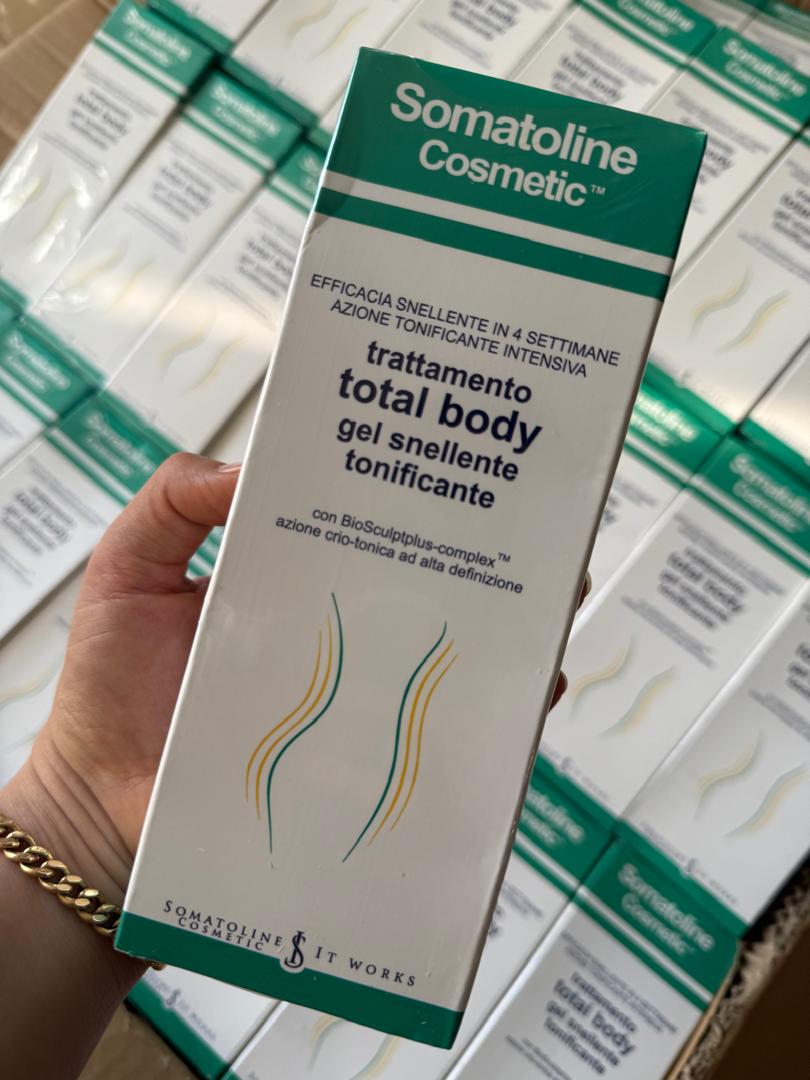 Somatoline
Cosmetic™
EFFICACIA SNELLENTE IN 4 SETTIMANE
AZIONE TONIFICANTE INTENSIVA
trattamento
total body
gel snellente
tonificante
con BioSculptplus-complex™
azione crio-tonica ad alta definizione
SOMATOLINE
COSMETIC
IT WORKS